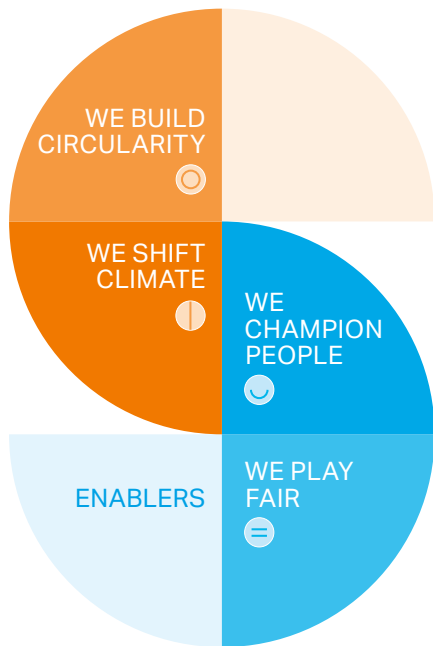 WE BUILD
CIRCULARITY
WE SHIFT
CLIMATE
WE
CHAMPION
PEOPLE
ENABLERS
WE PLAY
FAIR